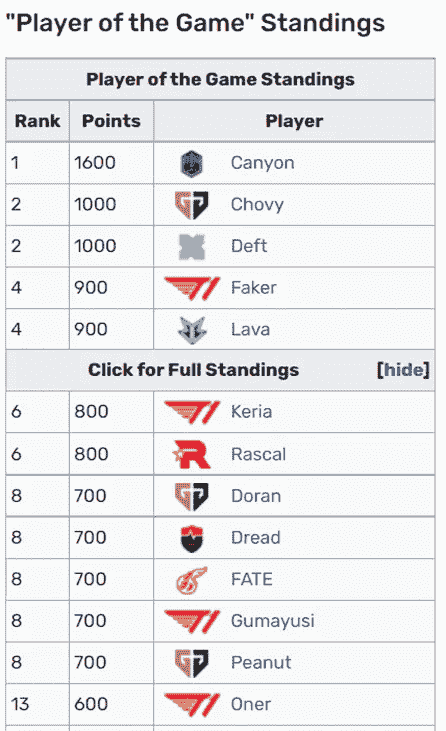 "Player of the Game" Standings
Player of the Game Standings
Rank Points Player
1 1600 Canyon
2 1000 Chovy
2 1000 Deft
4 900 Faker
4 900 Lava
Click for Full Standings [hide]
6 800 Keria
6 800 Rascal
8 700 Doran
8 700 Dread
8 700 FATE
8 700 Gumayusi
8 700 Peanut
13 600 Oner